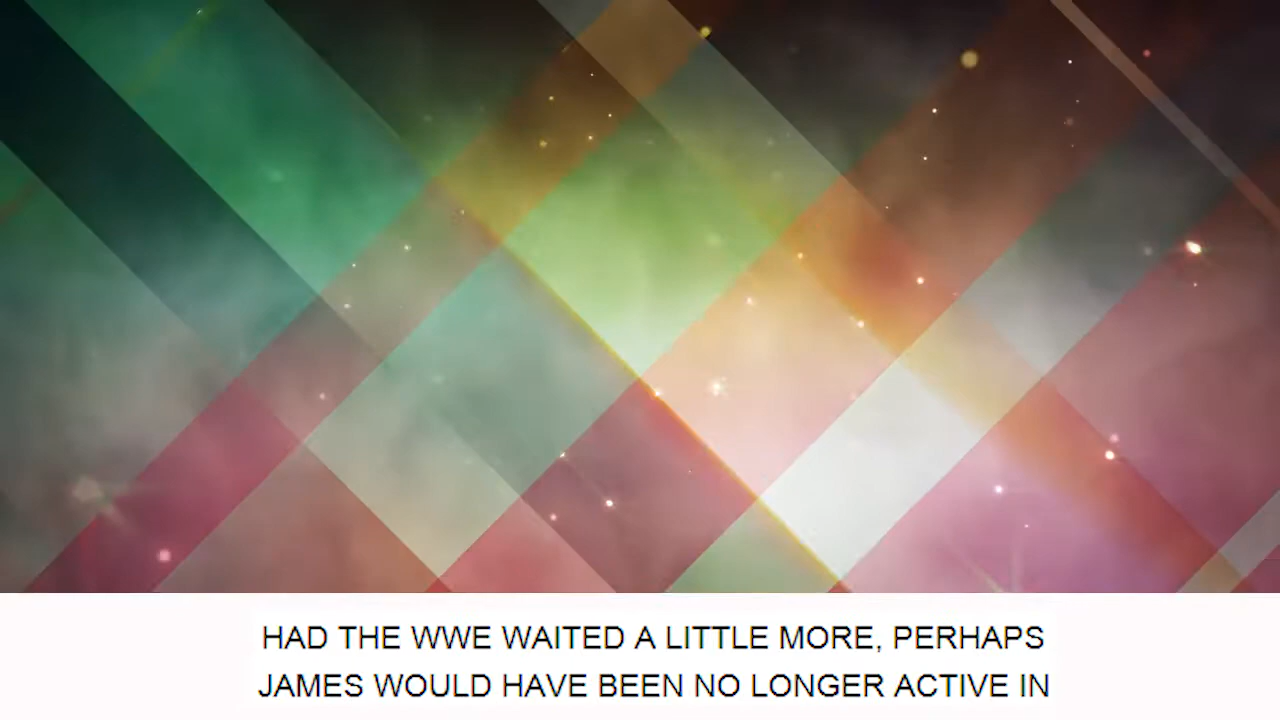 HAD THE WWE WAITED A LITTLE MORE, PERHAPS
JAMES WOULD HAVE BEEN NO LONGER ACTIVE IN